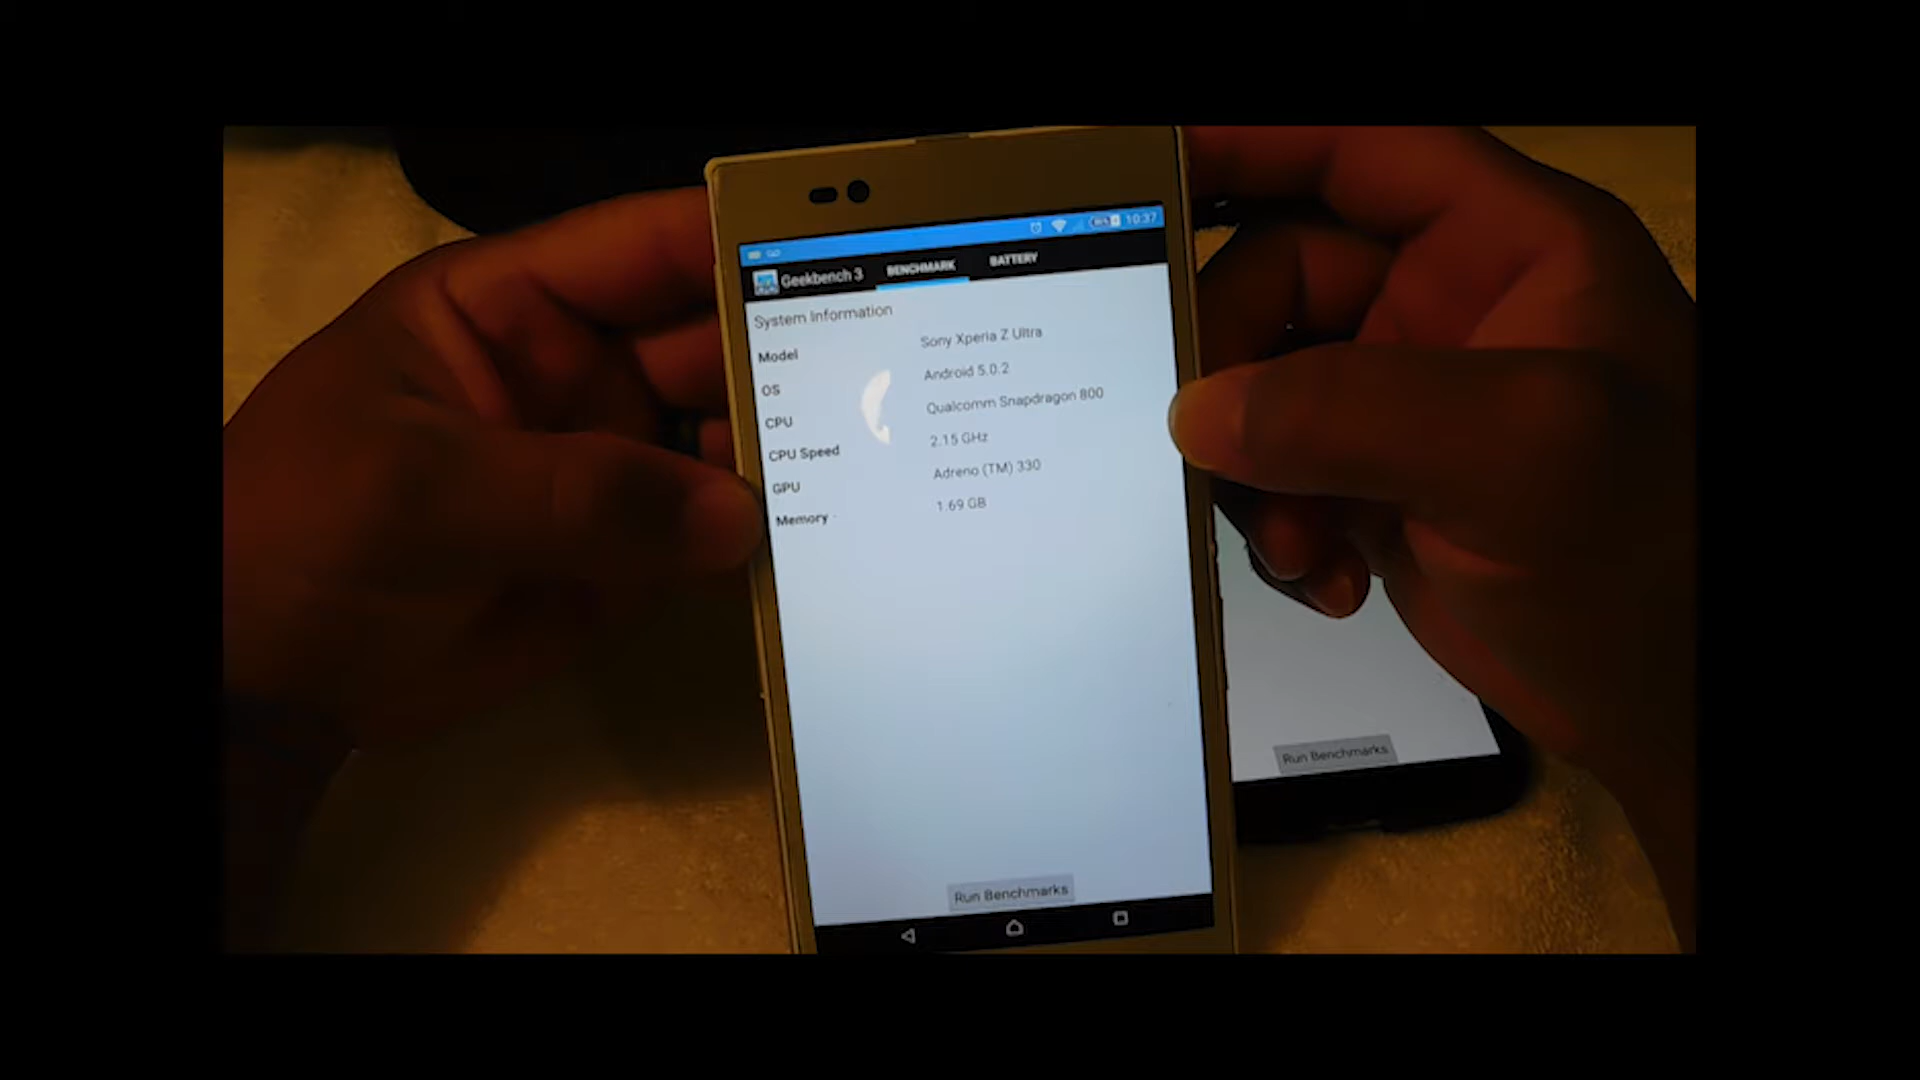 10:37
Geekbench 3 BENCHMARK BATTERY
System Information
Model Sony Xperia Z Ultra
OS Android 5.0.2
CPU Qualcomm Snapdragon 800
CPU Speed 2.15 GHz
GPU Adreno (TM) 330
Memory 1.69 GB
Run Benchmarks
Run Benchmarks